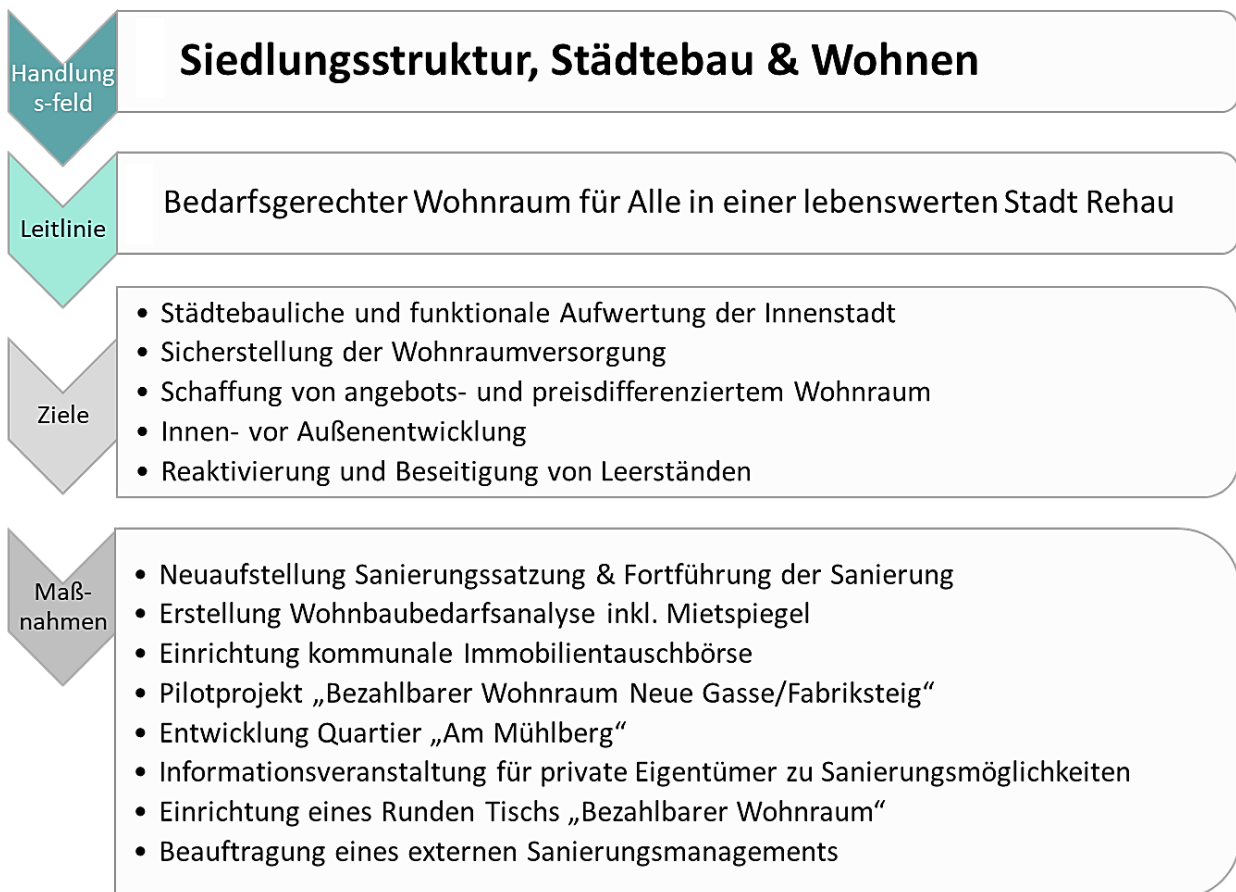 Handlung
s-feld
Siedlungsstruktur, Städtebau & Wohnen
Leitlinie
Bedarfsgerechter Wohnraum für Alle in einer lebenswerten Stadt Rehau
Ziele
• Städtebauliche und funktionale Aufwertung der Innenstadt
• Sicherstellung der Wohnraumversorgung
• Schaffung von angebots- und preisdifferenziertem Wohnraum
• Innen- vor Außenentwicklung
• Reaktivierung und Beseitigung von Leerständen
Maß-
nahmen
• Neuaufstellung Sanierungssatzung & Fortführung der Sanierung
• Erstellung Wohnbaubedarfsanalyse inkl. Mietspiegel
• Einrichtung kommunale Immobilientauschbörse
• Pilotprojekt „Bezahlbarer Wohnraum Neue Gasse/Fabriksteig“
• Entwicklung Quartier „Am Mühlberg“
• Informationsveranstaltung für private Eigentümer zu Sanierungsmöglichkeiten
• Einrichtung eines Runden Tischs „Bezahlbarer Wohnraum“
• Beauftragung eines externen Sanierungsmanagements